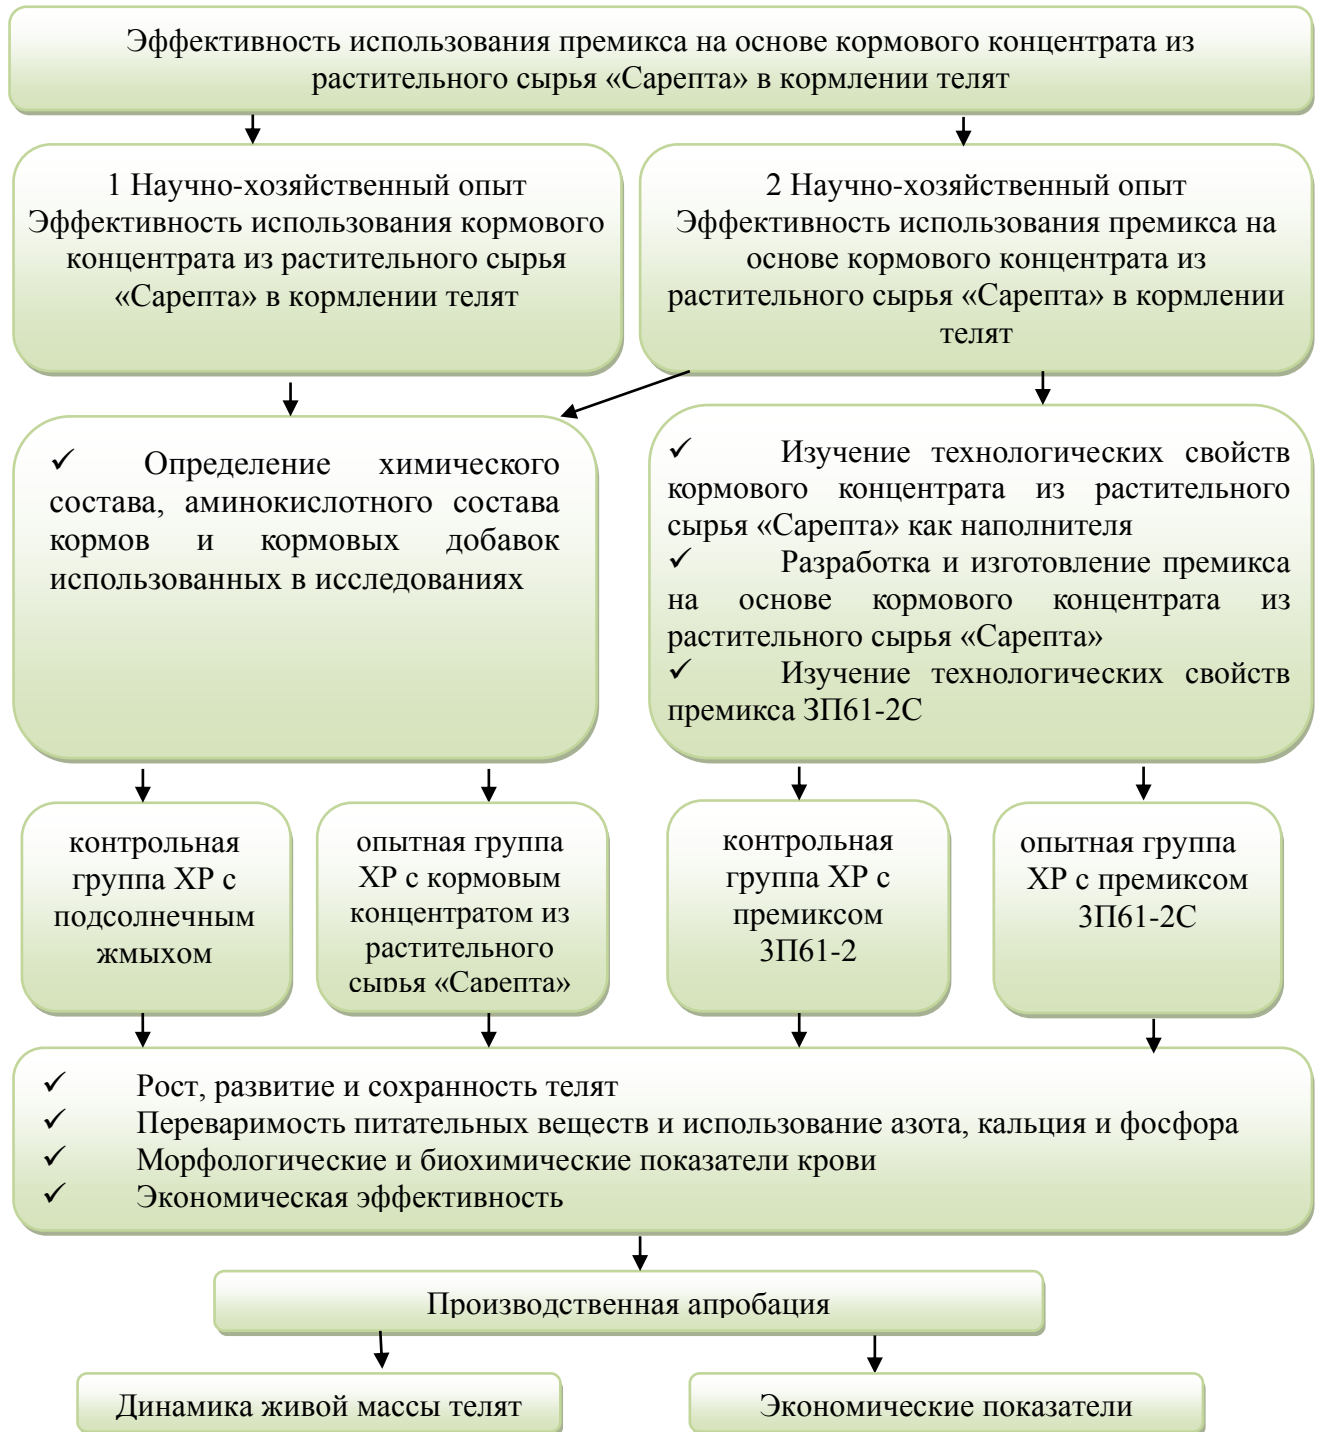 Эффективность использования премикса на основе кормового концентрата из
растительного сырья «Сарепта» в кормлении телят
1 Научно-хозяйственный опыт
Эффективность использования кормового
концентрата из растительного сырья
«Сарепта» в кормлении телят
2 Научно-хозяйственный опыт
Эффективность использования премикса на
основе кормового концентрата из
растительного сырья «Сарепта» в кормлении
телят
✓ Определение химического
состава, аминокислотного состава
кормов и кормовых добавок
использованных в исследованиях
✓ Изучение технологических свойств
кормового концентрата из растительного
сырья «Сарепта» как наполнителя
✓ Разработка и изготовление премикса
на основе кормового концентрата из
растительного сырья «Сарепта»
✓ Изучение технологических свойств
премикса ЗП61-2С
контрольная
группа ХР с
подсолнечным
жмыхом
опытная группа
ХР с кормовым
концентратом из
растительного
сырья «Сарепта»
контрольная
группа ХР с
премиксом
3П61-2
опытная группа
ХР с премиксом
3П61-2С
✓ Рост, развитие и сохранность телят
✓ Переваримость питательных веществ и использование азота, кальция и фосфора
✓ Морфологические и биохимические показатели крови
✓ Экономическая эффективность
Производственная апробация
Динамика живой массы телят
Экономические показатели